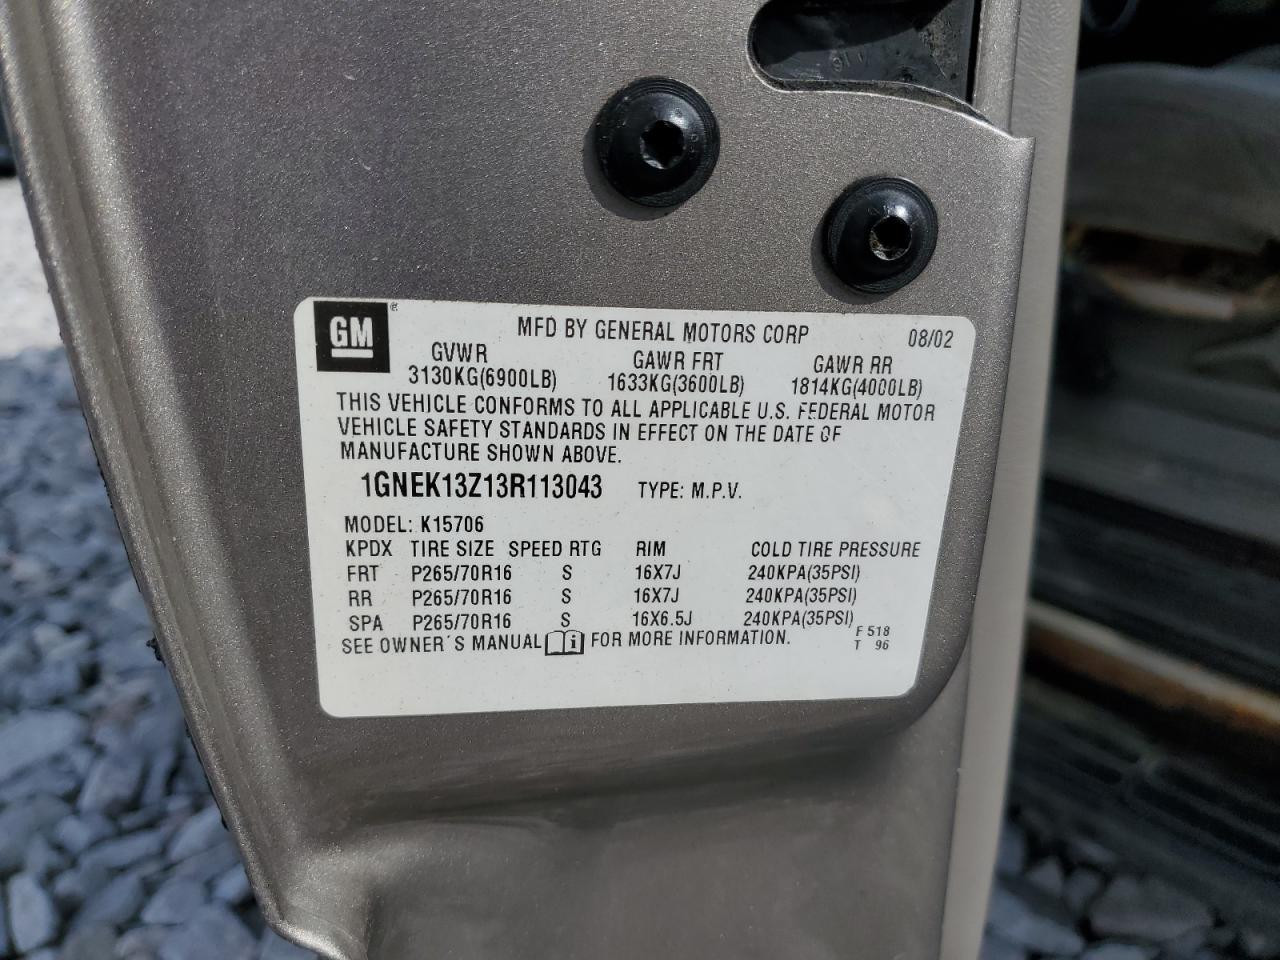 GM ®
MFD BY GENERAL MOTORS CORP 08/02
GVWR GAWR FRT GAWR RR
3130KG(6900LB) 1633KG(3600LB) 1814KG(4000LB)
THIS VEHICLE CONFORMS TO ALL APPLICABLE U.S. FEDERAL MOTOR
VEHICLE SAFETY STANDARDS IN EFFECT ON THE DATE OF
MANUFACTURE SHOWN ABOVE.
1GNEK13Z13R113043 TYPE: M.P.V.
MODEL: K15706
KPDX TIRE SIZE SPEED RTG RIM COLD TIRE PRESSURE
FRT P265/70R16 S 16X7J 240KPA(35PSI)
RR P265/70R16 S 16X7J 240KPA(35PSI)
SPA P265/70R16 S 16X6.5J 240KPA(35PSI)
SEE OWNER´S MANUAL i FOR MORE INFORMATION.
F 518
T 96